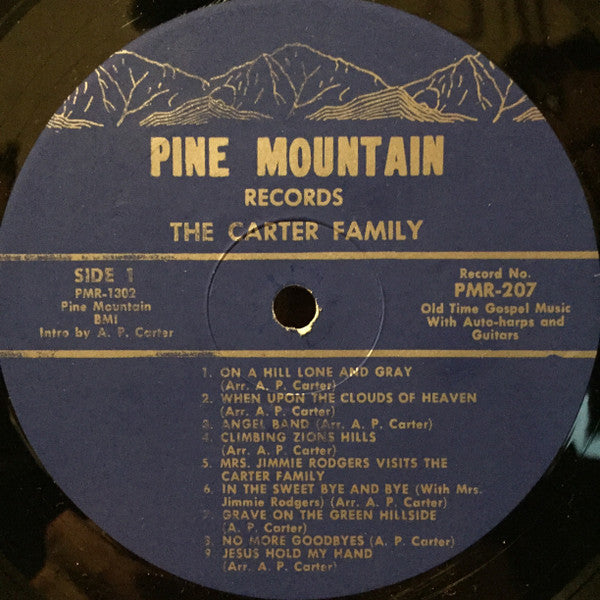 PINE MOUNTAIN
RECORDS
THE CARTER FAMILY
SIDE 1
PMR-1302
Pine Mountain
BMI
Intro by A. P. Carter
Record No.
PMR-207
Old Time Gospel Music
With Auto-harps and
Guitars
1. ON A HILL LONE AND GRAY
(Arr. A. P. Carter)
2. WHEN UPON THE CLOUDS OF HEAVEN
(Arr. A. P. Carter)
3. ANGEL BAND (Arr. A. P. Carter)
4. CLIMBING ZIONS HILLS
(Arr. A. P. Carter)
5. MRS. JIMMIE RODGERS VISITS THE
CARTER FAMILY
6. IN THE SWEET BYE AND BYE (With Mrs.
Jimmie Rodgers) (Arr. A. P. Carter)
7. GRAVE ON THE GREEN HILLSIDE
(A. P. Carter)
8. NO MORE GOODBYES (A. P. Carter)
9. JESUS HOLD MY HAND
(Arr. A. P. Carter)